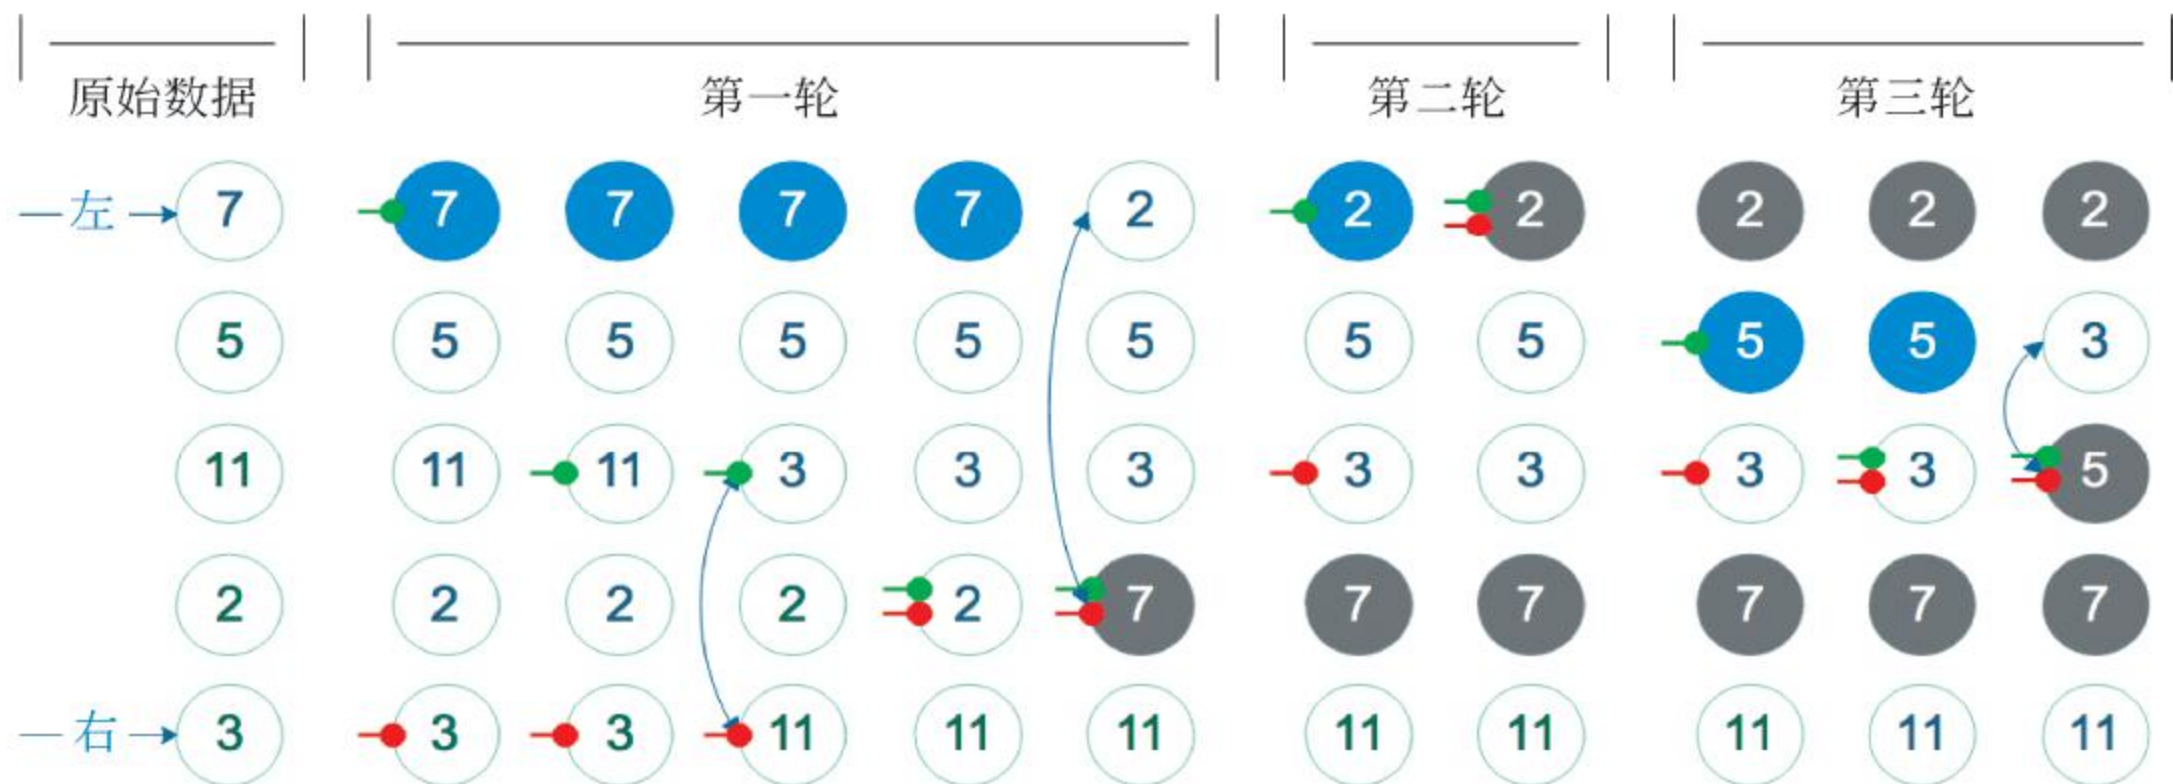 原始数据 第一轮 第二轮 第三轮
左 7 7 7 7 7 2 2 2 2 2 2
5 5 5 5 5 5 5 5 5 5 3
11 11 11 3 3 3 3 3 3 3 5
2 2 2 2 2 7 7 7 7 7 7
右 3 3 3 11 11 11 11 11 11 11 11